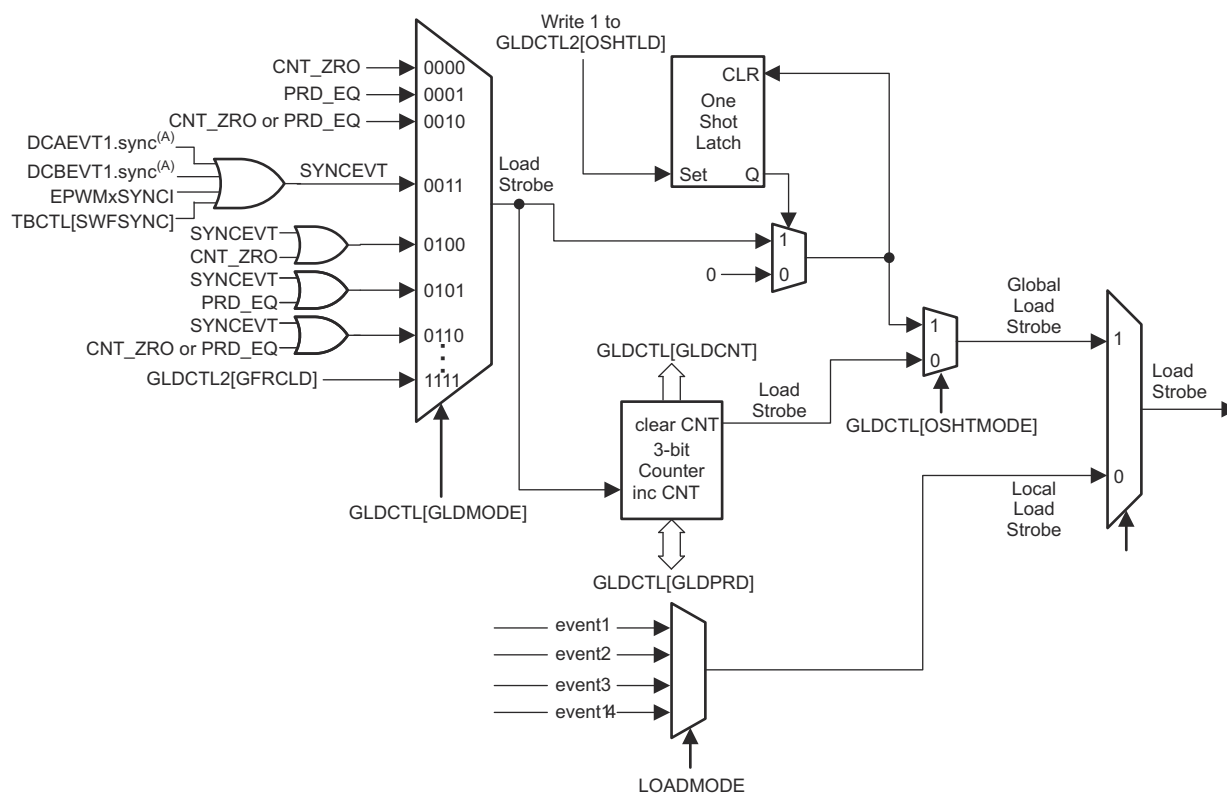 Write 1 to
GLDCTL2[OSHTLD]
CNT_ZRO
0000
PRD_EQ
0001
CNT_ZRO or PRD_EQ
0010
DCAEVT1.sync(A)
DCBEVT1.sync(A)
EPWMxSYNCI
TBCTL[SWFSYNC]
SYNCEVT
0011
SYNCEVT
CNT_ZRO
0100
SYNCEVT
PRD_EQ
0101
SYNCEVT
CNT_ZRO or PRD_EQ
0110
GLDCTL2[GFRCLD]
1111
GLDCTL[GLDMODE]
Load
Strobe
CLR
One
Shot
Latch
Set
Q
1
0
0
GLDCTL[GLDCNT]
clear CNT
3-bit
Counter
inc CNT
GLDCTL[GLDPRD]
Load
Strobe
1
0
GLDCTL[OSHTMODE]
Global
Load
Strobe
1
0
Local
Load
Strobe
Load
Strobe
event1
event2
event3
event14
LOADMODE